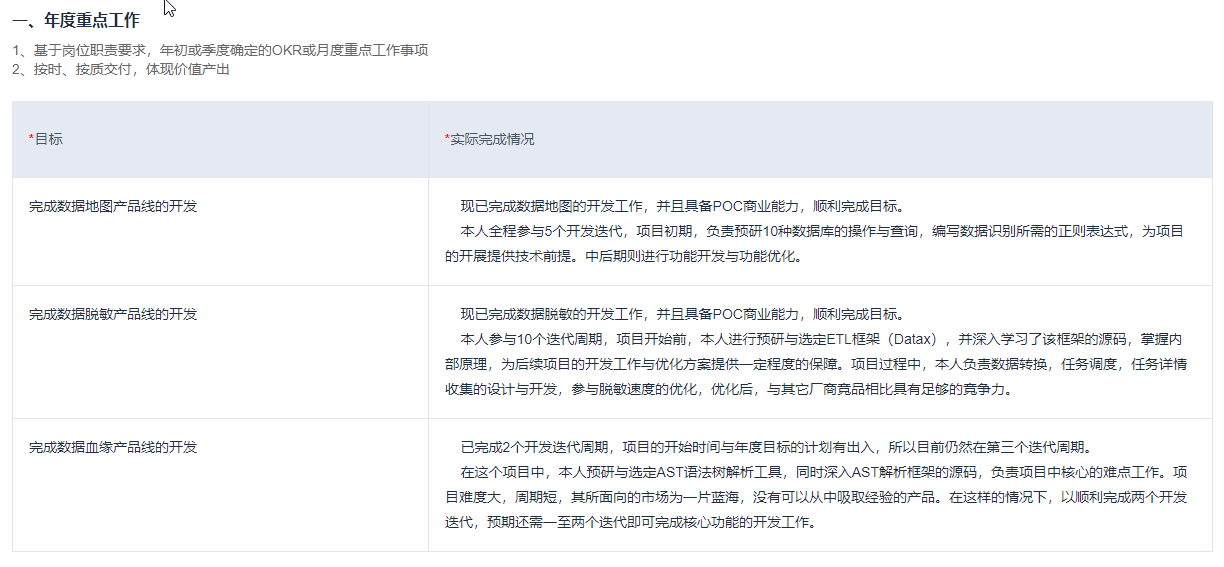 一、年度重点工作
1、基于岗位职责要求，年初或季度确定的OKR或月度重点工作事项
2、按时、按质交付，体现价值产出
*目标
*实际完成情况
完成数据地图产品线的开发
现已完成数据地图的开发工作，并且具备POC商业能力，顺利完成目标。
本人全程参与5个开发迭代，项目初期，负责预研10种数据库的操作与查询，编写数据识别所需的正则表达式，为项目
的开展提供技术前提。中后期则进行功能开发与功能优化。
完成数据脱敏产品线的开发
现已完成数据脱敏的开发工作，并且具备POC商业能力，顺利完成目标。
本人参与10个迭代周期，项目开始前，本人进行预研与选定ETL框架（Datax），并深入学习了该框架的源码，掌握内
部原理，为后续项目的开发工作与优化方案提供一定程度的保障。项目过程中，本人负责数据转换，任务调度，任务详情
收集的设计与开发，参与脱敏速度的优化，优化后，与其它厂商竞品相比具有足够的竞争力。
完成数据血缘产品线的开发
已完成2个开发迭代周期，项目的开始时间与年度目标的计划有出入，所以目前仍然在第三个迭代周期。
在这个项目中，本人预研与选定AST语法树解析工具，同时深入AST解析框架的源码，负责项目中核心的难点工作。项
目难度大，周期短，其所面向的市场为一片蓝海，没有可以从中吸取经验的产品。在这样的情况下，以顺利完成两个开发
迭代，预期还需一至两个迭代即可完成核心功能的开发工作。